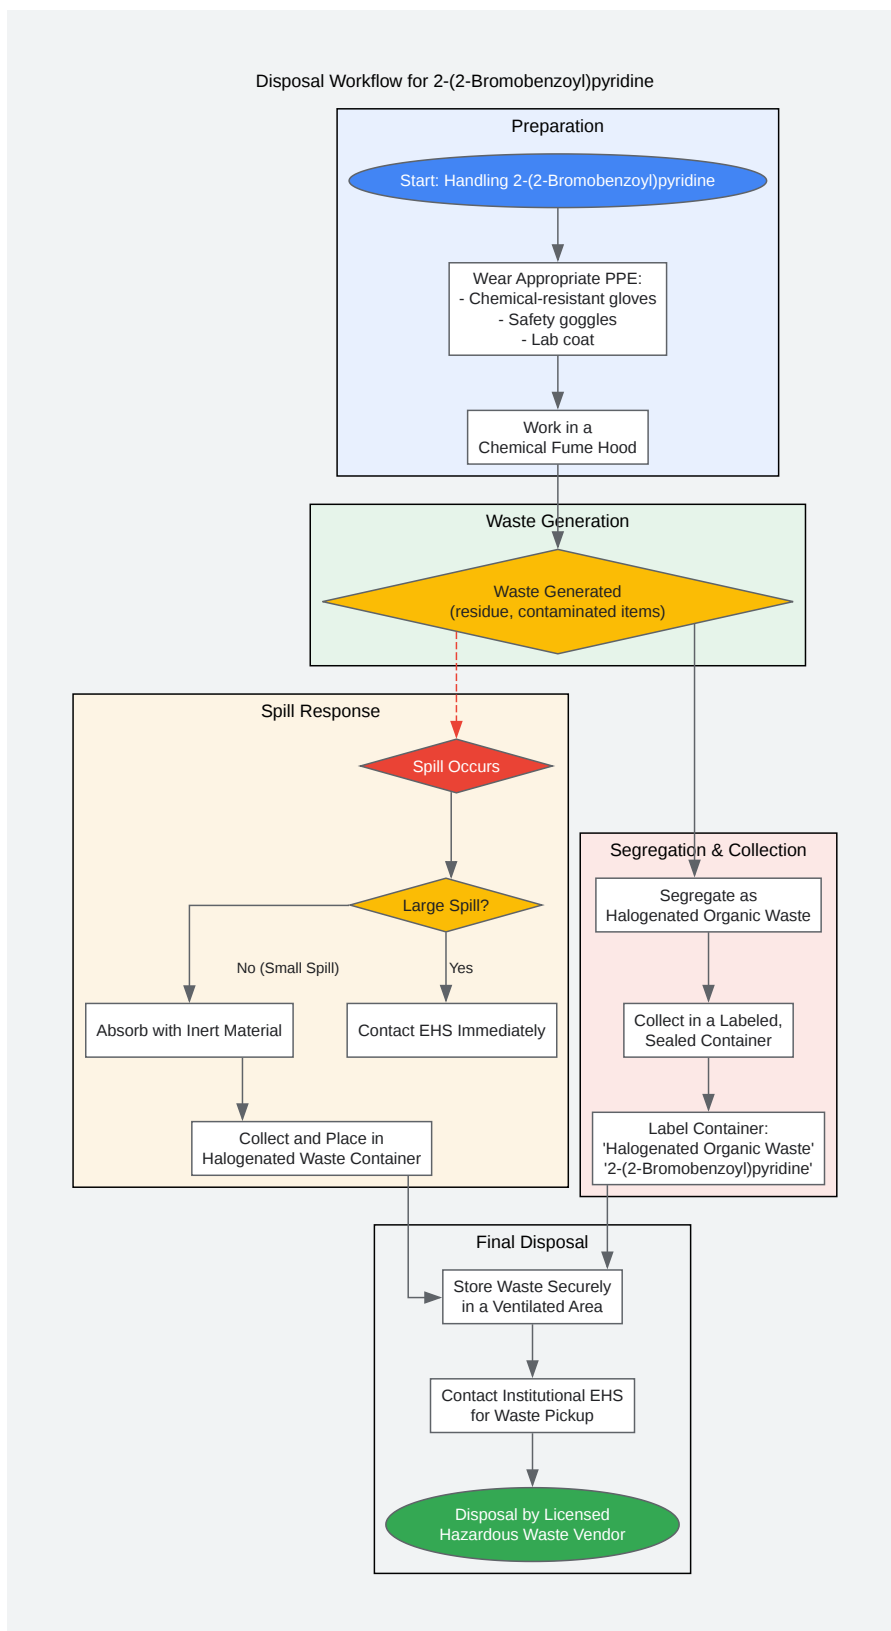 Disposal Workflow for 2-(2-Bromobenzoyl)pyridine
Preparation
Start: Handling 2-(2-Bromobenzoyl)pyridine
Wear Appropriate PPE:
- Chemical-resistant gloves
- Safety goggles
- Lab coat
Work in a
Chemical Fume Hood
Waste Generation
Waste Generated
(residue, contaminated items)
Spill Response
Spill Occurs
Large Spill?
No (Small Spill)
Yes
Absorb with Inert Material
Contact EHS Immediately
Collect and Place in
Halogenated Waste Container
Segregation & Collection
Segregate as
Halogenated Organic Waste
Collect in a Labeled,
Sealed Container
Label Container:
'Halogenated Organic Waste'
'2-(2-Bromobenzoyl)pyridine'
Final Disposal
Store Waste Securely
in a Ventilated Area
Contact Institutional EHS
for Waste Pickup
Disposal by Licensed
Hazardous Waste Vendor